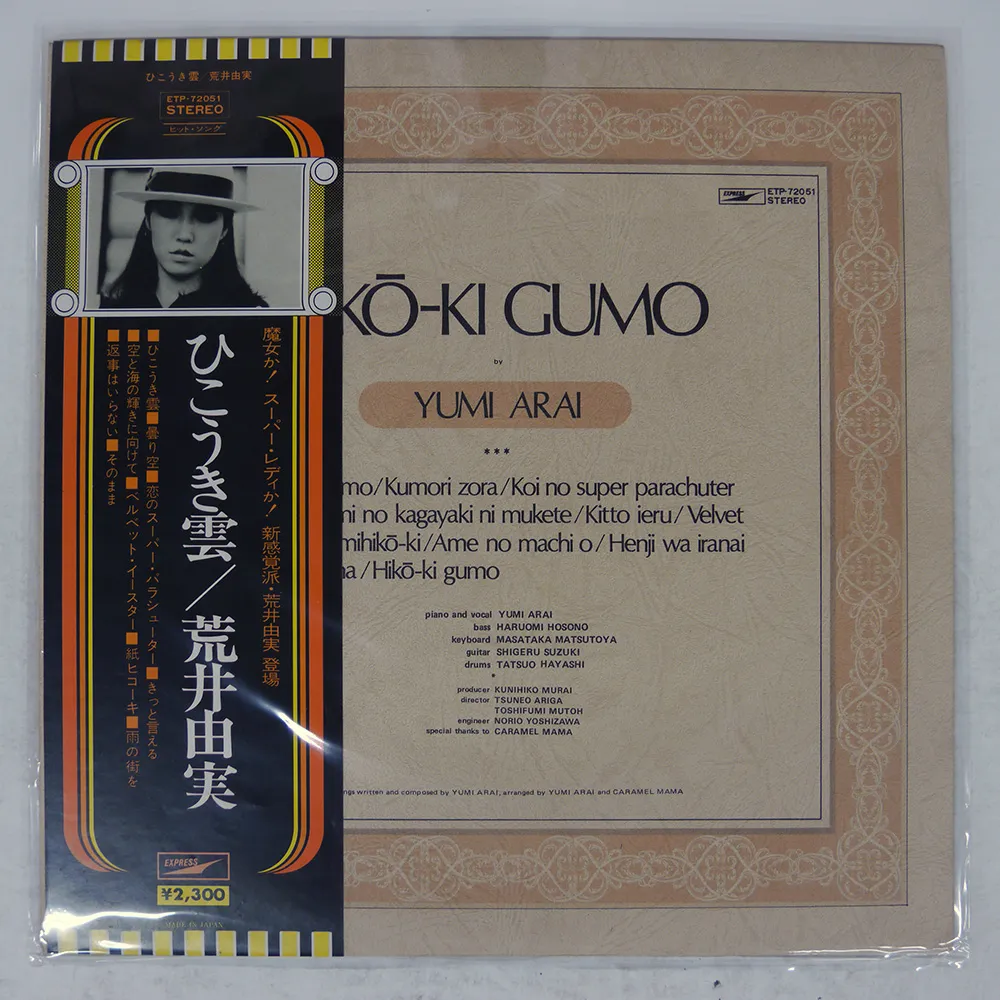 ひこうき雲 荒井由実
ETP-72051
STEREO
ヒット・ソング
魔女か! スーパー・レディか! 新感覚派・荒井由実 登場
ひこうき雲/荒井由実
■ひこうき雲■曇り空■恋のスーパー・パラシューター■きっと言える
■空と海の輝きに向けて■ベルベット・イースター■紙ヒコーキ■雨の街を
■返事はいらない■そのまま
EXPRESS
¥2,300
MADE IN JAPAN
EXPRESS ETP-72051
STEREO
KŌ-KI GUMO
by
YUMI ARAI
***
mo/Kumori zora/Koi no super parachuter
mi no kagayaki ni mukete/Kitto ieru/Velvet
mihikō-ki/Ame no machi o/Henji wa iranai
na/Hikō-ki gumo
piano and vocal YUMI ARAI
bass HARUOMI HOSONO
keyboard MASATAKA MATSUTOYA
guitar SHIGERU SUZUKI
drums TATSUO HAYASHI
*
producer KUNIHIKO MURAI
director TSUNEO ARIGA
TOSHIFUMI MUTOH
engineer NORIO YOSHIZAWA
special thanks to CARAMEL MAMA
ngs written and composed by YUMI ARAI, arranged by YUMI ARAI and CARAMEL MAMA